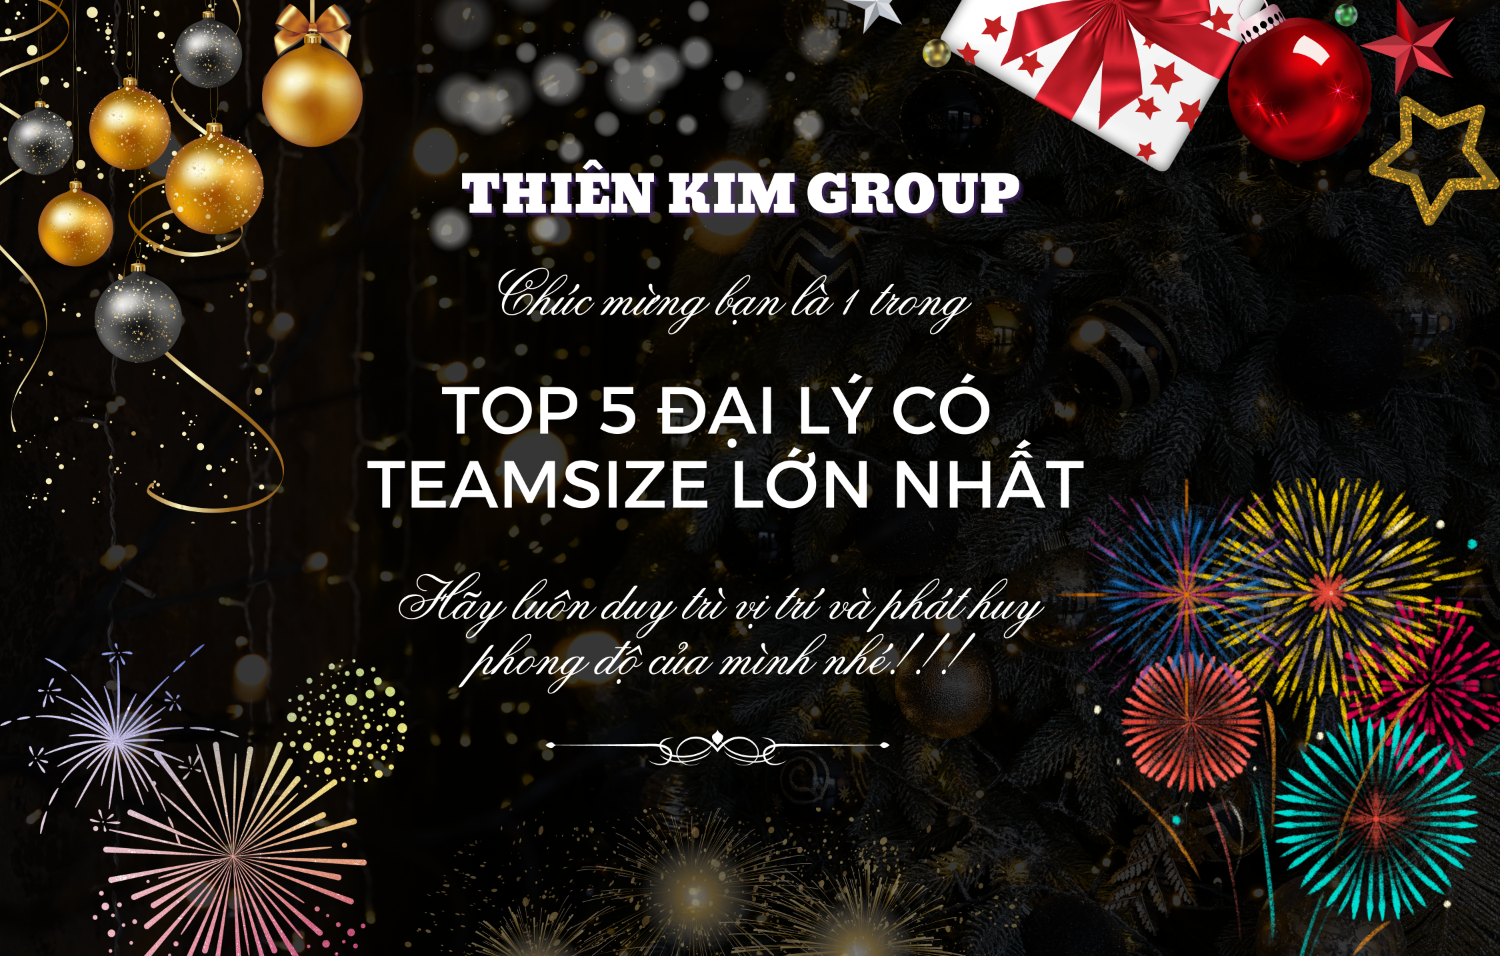 THIÊN KIM GROUP
Chúc mừng bạn là 1 trong
TOP 5 ĐẠI LÝ CÓ
TEAMSIZE LỚN NHẤT
Hãy luôn duy trì vị trí và phát huy
phong độ của mình nhé!!!